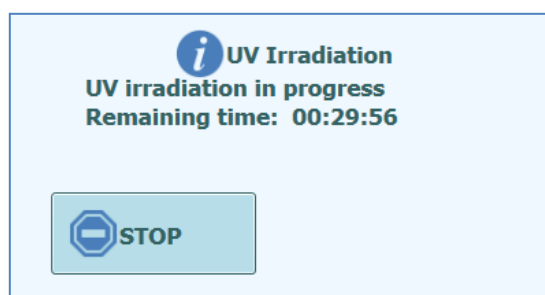 UV Irradiation
UV irradiation in progress
Remaining time: 00:29:56
STOP